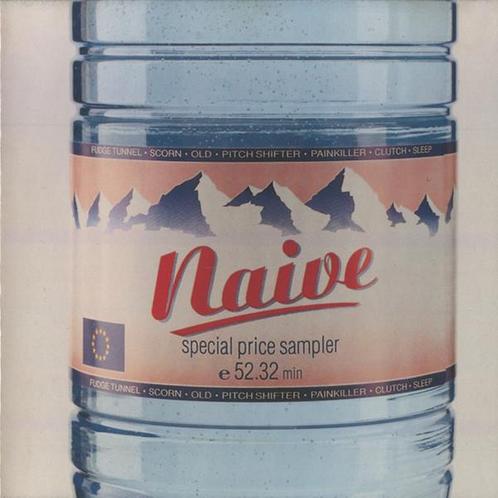 FUDGE TUNNEL • SCORN • OLD • PITCH SHIFTER • PAINKILLER • CLUTCH • SLEEP
Naive
special price sampler
e 52.32 min
FUDGE TUNNEL • SCORN • OLD • PITCH SHIFTER • PAINKILLER • CLUTCH • SLEEP